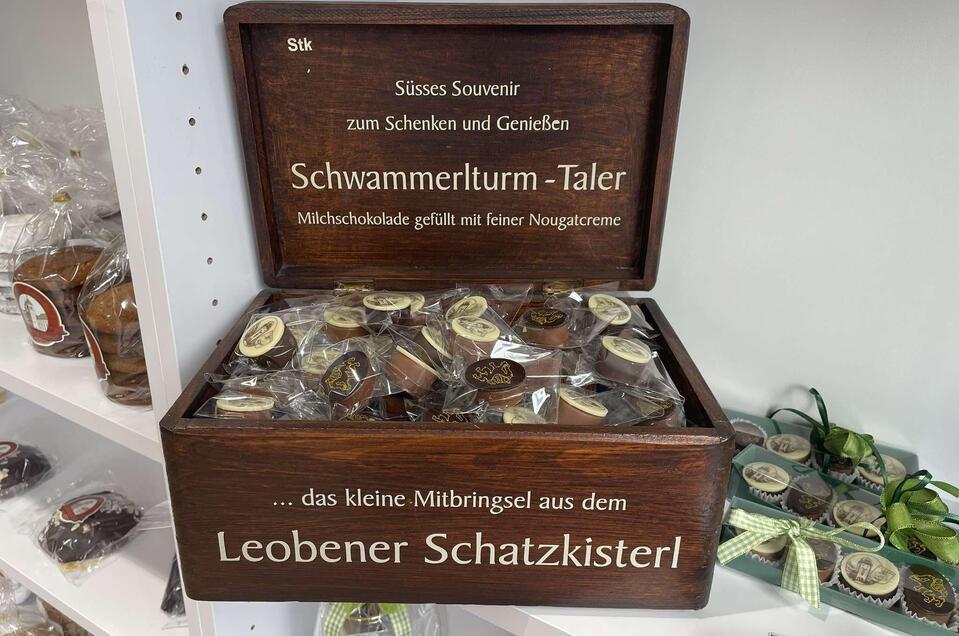 Stk
Süsses Souvenir
zum Schenken und Genießen
Schwammerlturm - Taler
Milchschokolade gefüllt mit feiner Nougatcreme
... das kleine Mitbringsel aus dem
Leobener Schatzkisterl